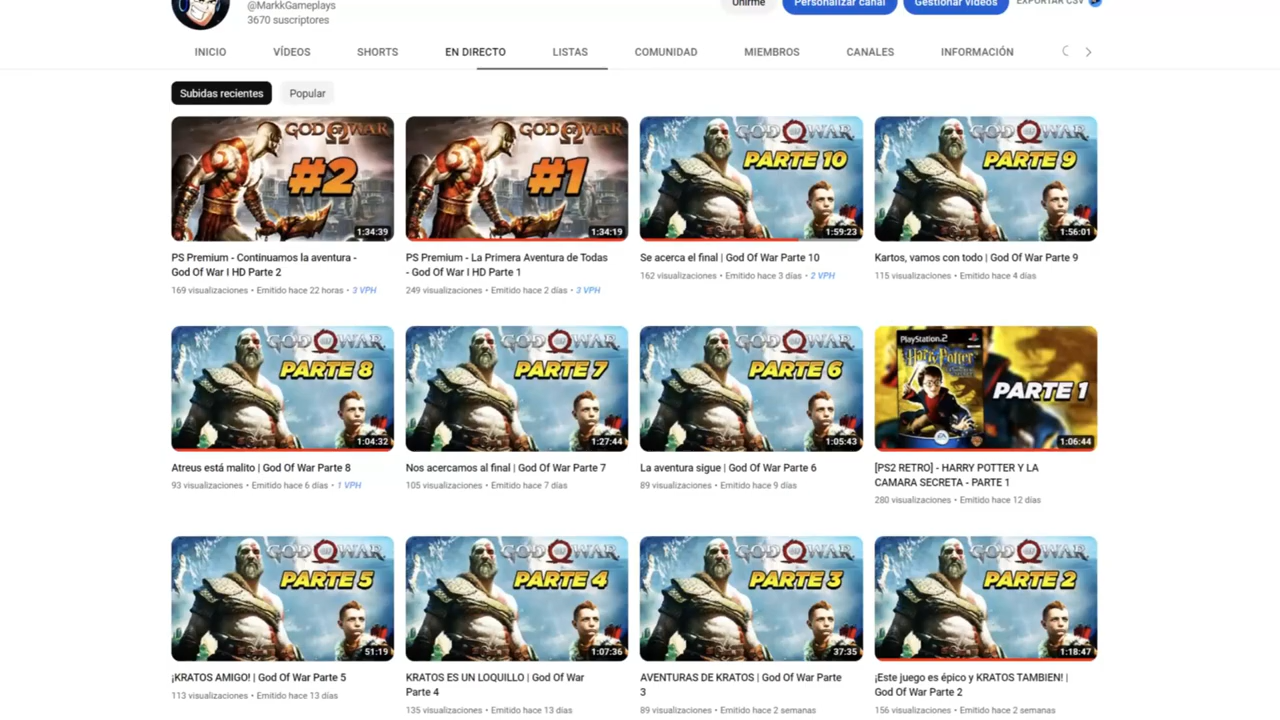 @MarkkGameplays
3670 suscriptores
Unirme
Personalizar canal
Gestionar vídeos
EXPORTAR CSV
INICIO VÍDEOS SHORTS EN DIRECTO LISTAS COMUNIDAD MIEMBROS CANALES INFORMACIÓN
Subidas recientes Popular
GOD OF WAR
#2
1:34:39
GOD OF WAR
#1
1:34:19
GOD OF WAR
PARTE 10
1:59:23
GOD OF WAR
PARTE 9
1:56:01
PS Premium - Continuamos la aventura -
God Of War I HD Parte 2
169 visualizaciones • Emitido hace 22 horas • 3 VPH
PS Premium - La Primera Aventura de Todas
- God Of War I HD Parte 1
249 visualizaciones • Emitido hace 2 días • 3 VPH
Se acerca el final | God Of War Parte 10
162 visualizaciones • Emitido hace 3 días • 2 VPH
Kartos, vamos con todo | God Of War Parte 9
115 visualizaciones • Emitido hace 4 días
GOD OF WAR
PARTE 8
1:04:32
GOD OF WAR
PARTE 7
1:27:44
GOD OF WAR
PARTE 6
1:05:43
PlayStation.2
Harry Potter
EA
PARTE 1
1:06:44
Atreus está malito | God Of War Parte 8
93 visualizaciones • Emitido hace 6 días • 1 VPH
Nos acercamos al final | God Of War Parte 7
105 visualizaciones • Emitido hace 7 días
La aventura sigue | God Of War Parte 6
89 visualizaciones • Emitido hace 9 días
[PS2 RETRO] - HARRY POTTER Y LA
CAMARA SECRETA - PARTE 1
280 visualizaciones • Emitido hace 12 días
GOD OF WAR
PARTE 5
51:19
GOD OF WAR
PARTE 4
1:07:36
GOD OF WAR
PARTE 3
37:35
GOD OF WAR
PARTE 2
1:18:47
¡KRATOS AMIGO! | God Of War Parte 5
113 visualizaciones • Emitido hace 13 días
KRATOS ES UN LOQUILLO | God Of War
Parte 4
135 visualizaciones • Emitido hace 13 días
AVENTURAS DE KRATOS | God Of War Parte
3
89 visualizaciones • Emitido hace 2 semanas
¡Este juego es épico y KRATOS TAMBIEN! |
God Of War Parte 2
156 visualizaciones • Emitido hace 2 semanas